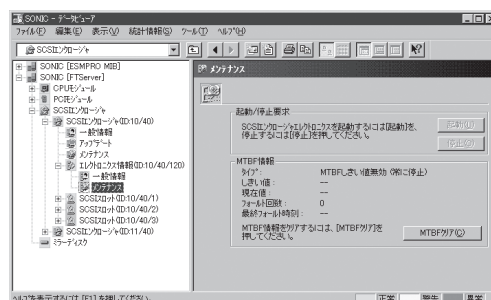 SONIC - ﾃﾞｰﾀﾋﾞｭｰｱ
ファイル(F) 編集(E) 表示(V) 統計情報(S) ツール(T) ヘルプ(H)
SCSIエンクロージャ
SONIC [ESMPRO MIB]
SONIC [FTServer]
CPUモジュール
PCIモジュール
SCSIエンクロージャ
SCSIエンクロージャ(ID:10/40)
一般情報
アップデート
メンテナンス
エレクトロニクス情報(ID:10/40/120)
一般情報
メンテナンス
SCSIスロット(ID:10/40/1)
SCSIスロット(ID:10/40/2)
SCSIスロット(ID:10/40/3)
SCSIエンクロージャ(ID:11/40)
ミラーディスク
メンテナンス
起動/停止要求
SCSIエンクロージャエレクトロニクスを起動するには[起動]を、
停止するには[停止]を押してください。
起動(U)
停止(O)
MTBF情報
タイプ: MTBFしきい値無効 (常に停止)
しきい値: ---
現在値: ---
フォールト回数: 0
最終フォールト時刻: ---
MTBF情報をクリアするには、[MTBFクリア]を
押してください。
MTBFクリア(C)
ヘルプを表示するには [F1] を押してください。
正常 警告 異常